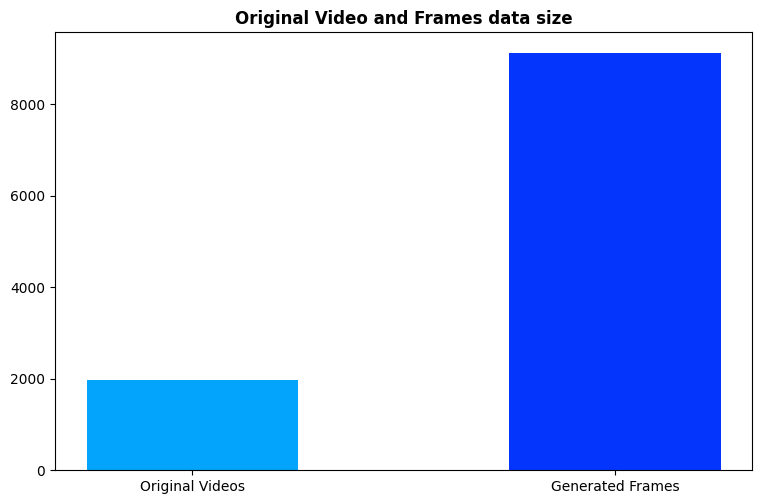 Original Video and Frames data size
8000
6000
4000
2000
0
Original Videos
Generated Frames